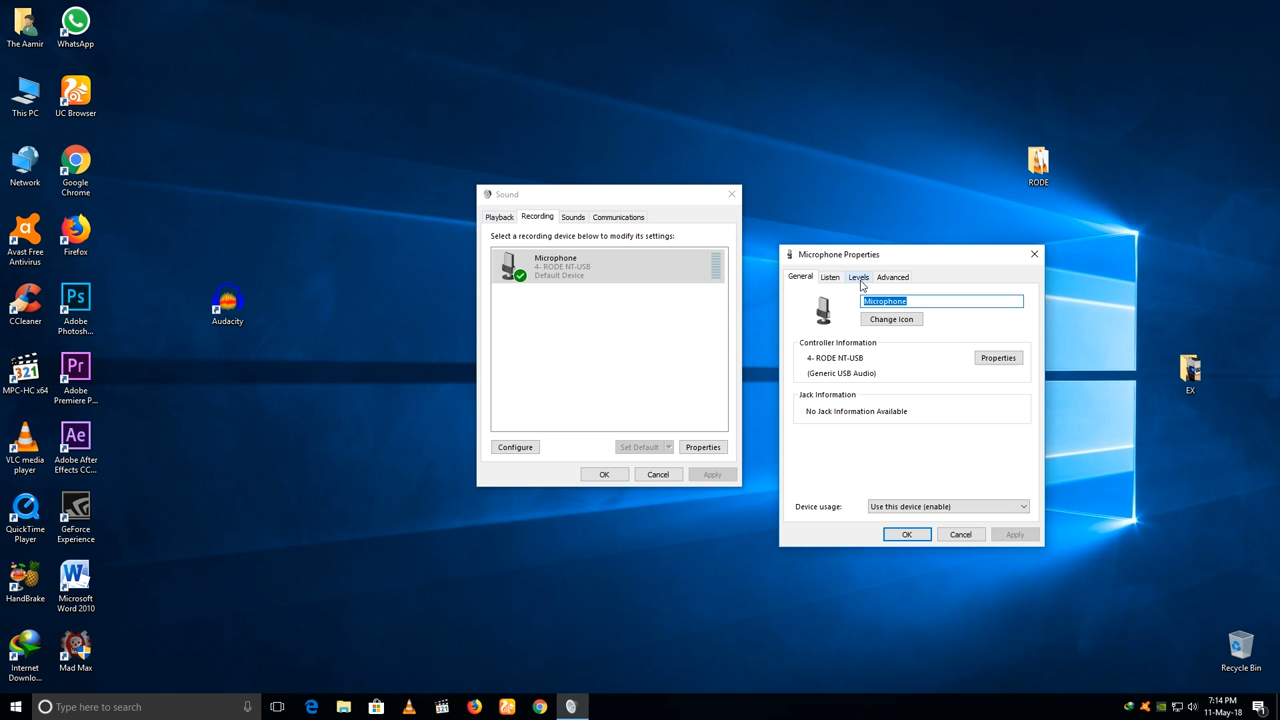 The Aamir
WhatsApp
This PC
UC Browser
Network
Google
Chrome
Avast Free
Antivirus
Firefox
CCleaner
Adobe
Photosh...
Audacity
MPC-HC x64
Adobe
Premiere P...
VLC media
player
Adobe After
Effects CC...
QuickTime
Player
GeForce
Experience
HandBrake
Microsoft
Word 2010
Internet
Downlo...
Mad Max
RODE
EX
Recycle Bin
Sound
Playback Recording Sounds Communications
Select a recording device below to modify its settings:
Microphone
4- RODE NT-USB
Default Device
Configure Set Default Properties
OK Cancel Apply
Microphone Properties
General Listen Levels Advanced
Microphone
Change Icon
Controller Information
4- RODE NT-USB Properties
(Generic USB Audio)
Jack Information
No Jack Information Available
Device usage: Use this device (enable)
OK Cancel Apply
Type here to search
7:14 PM
11-May-18